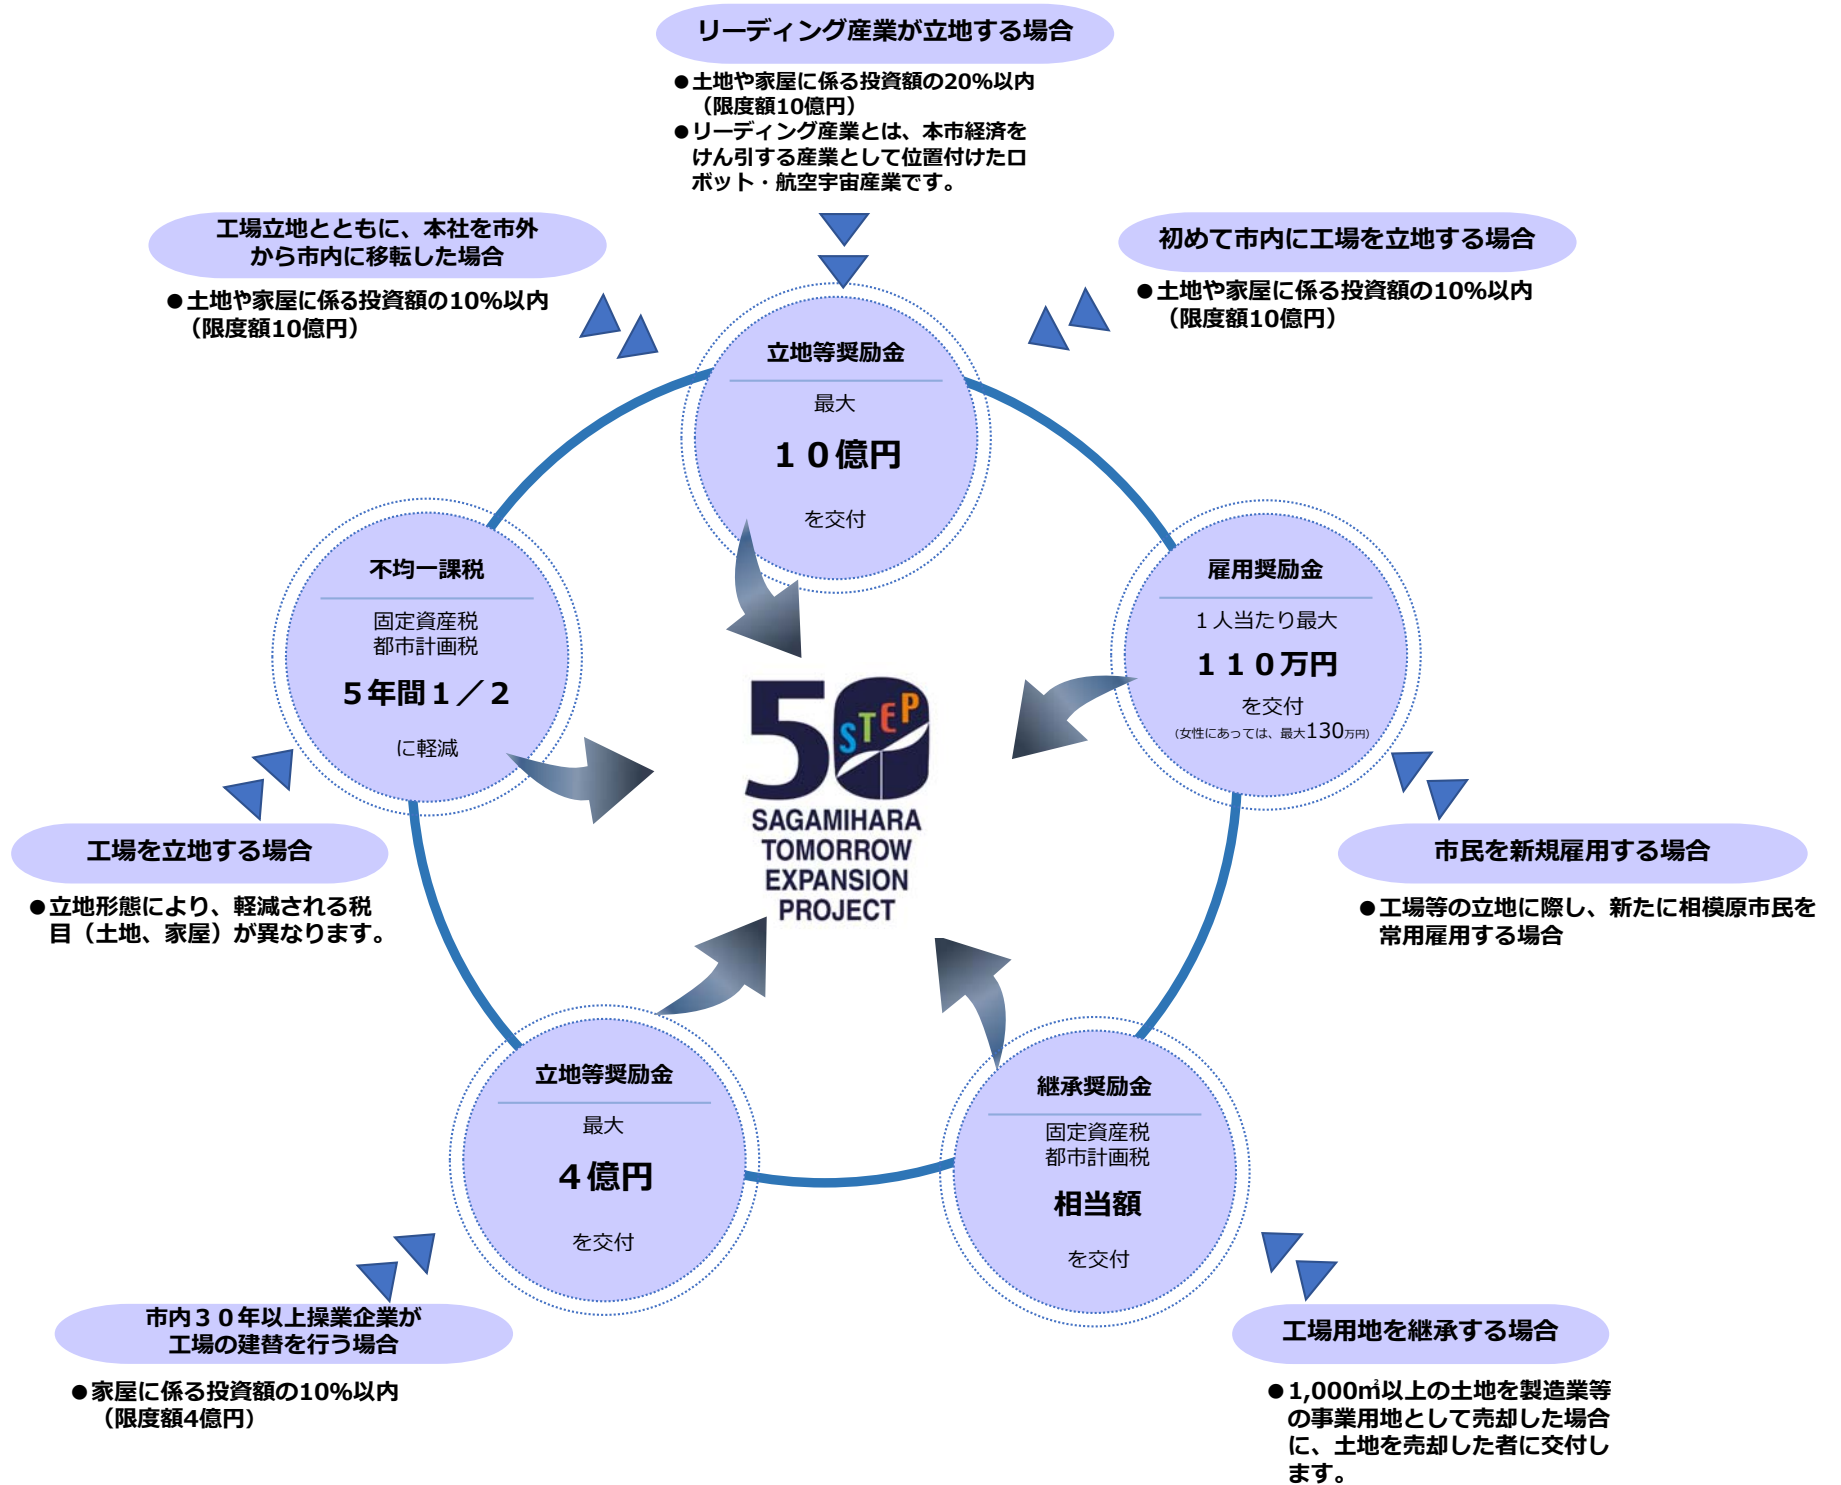 リーディング産業が立地する場合
●土地や家屋に係る投資額の20%以内
（限度額10億円）
●リーディング産業とは、本市経済を
けん引する産業として位置付けたロ
ボット・航空宇宙産業です。
工場立地とともに、本社を市外
から市内に移転した場合
●土地や家屋に係る投資額の10%以内
（限度額10億円）
初めて市内に工場を立地する場合
●土地や家屋に係る投資額の10%以内
（限度額10億円）
立地等奨励金
最大
１０億円
を交付
不均一課税
固定資産税
都市計画税
５年間１／２
に軽減
雇用奨励金
１人当たり最大
１１０万円
を交付
（女性にあっては、最大130万円）
50
STEP
SAGAMIHARA
TOMORROW
EXPANSION
PROJECT
工場を立地する場合
●立地形態により、軽減される税
目（土地、家屋）が異なります。
市民を新規雇用する場合
●工場等の立地に際し、新たに相模原市民を
常用雇用する場合
立地等奨励金
最大
４億円
を交付
継承奨励金
固定資産税
都市計画税
相当額
を交付
市内３０年以上操業企業が
工場の建替を行う場合
●家屋に係る投資額の10%以内
（限度額4億円）
工場用地を継承する場合
●1,000㎡以上の土地を製造業等
の事業用地として売却した場合
に、土地を売却した者に交付し
ます。